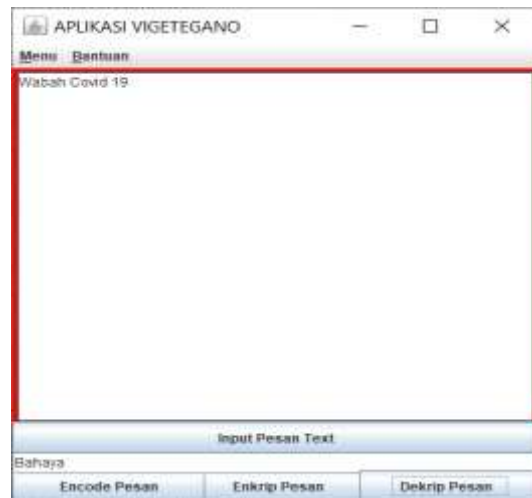 APLIKASI VIGETEGANO
Menu Bantuan
Wabah Covid 19
Input Pesan Text
Bahaya
Encode Pesan Enkrip Pesan Dekrip Pesan